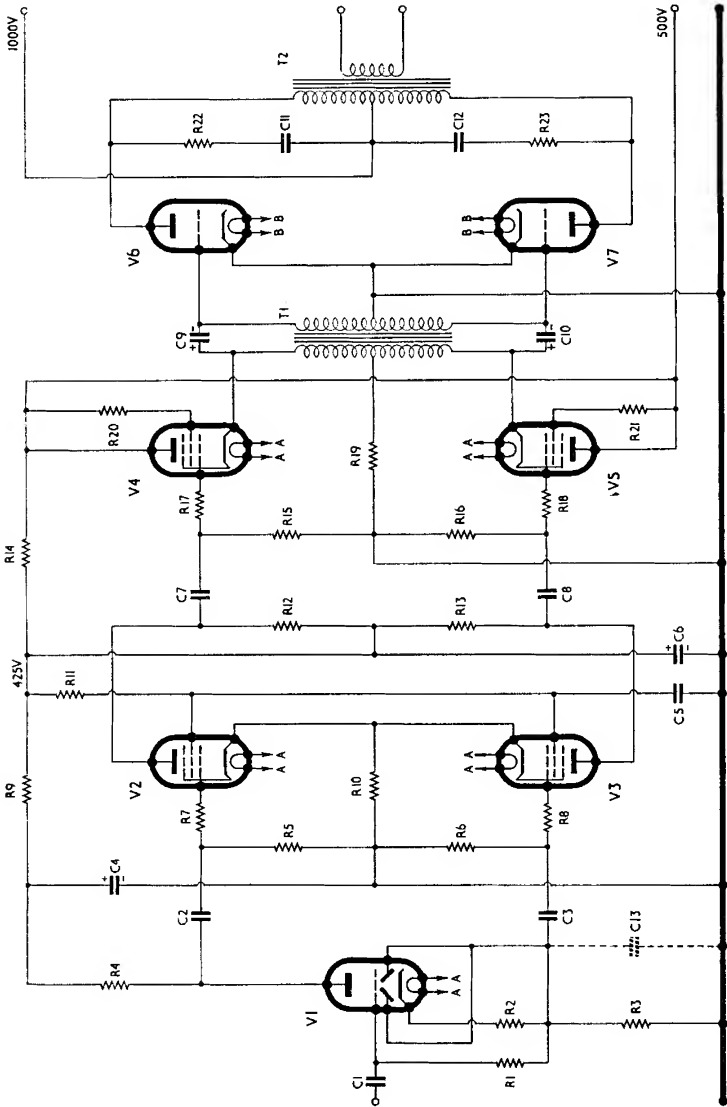 R9
425V
R14
1000V
R4
+
C4
-
R11
R20
V2
V4
V6
R7
R17
R22
C2
C7
C9
+
-
A
A
A
A
B
B
R5
R12
R15
T1
T2
C11
V1
R10
R19
C1
A
A
R6
R13
R16
C12
A
A
A
A
B
B
R2
R1
C3
R8
C8
R18
+
C10
-
R23
V3
V5
V7
C13
R3
C5
+
C6
-
R21
500V